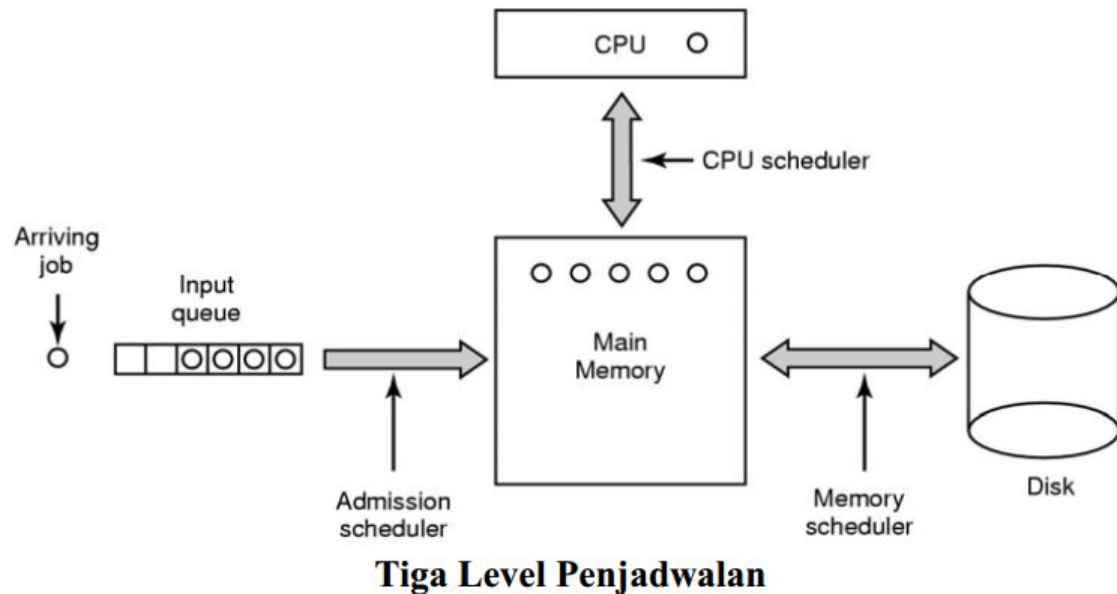 CPU
CPU scheduler
Arriving
job
Input
queue
Main
Memory
Admission
scheduler
Memory
scheduler
Disk
Tiga Level Penjadwalan